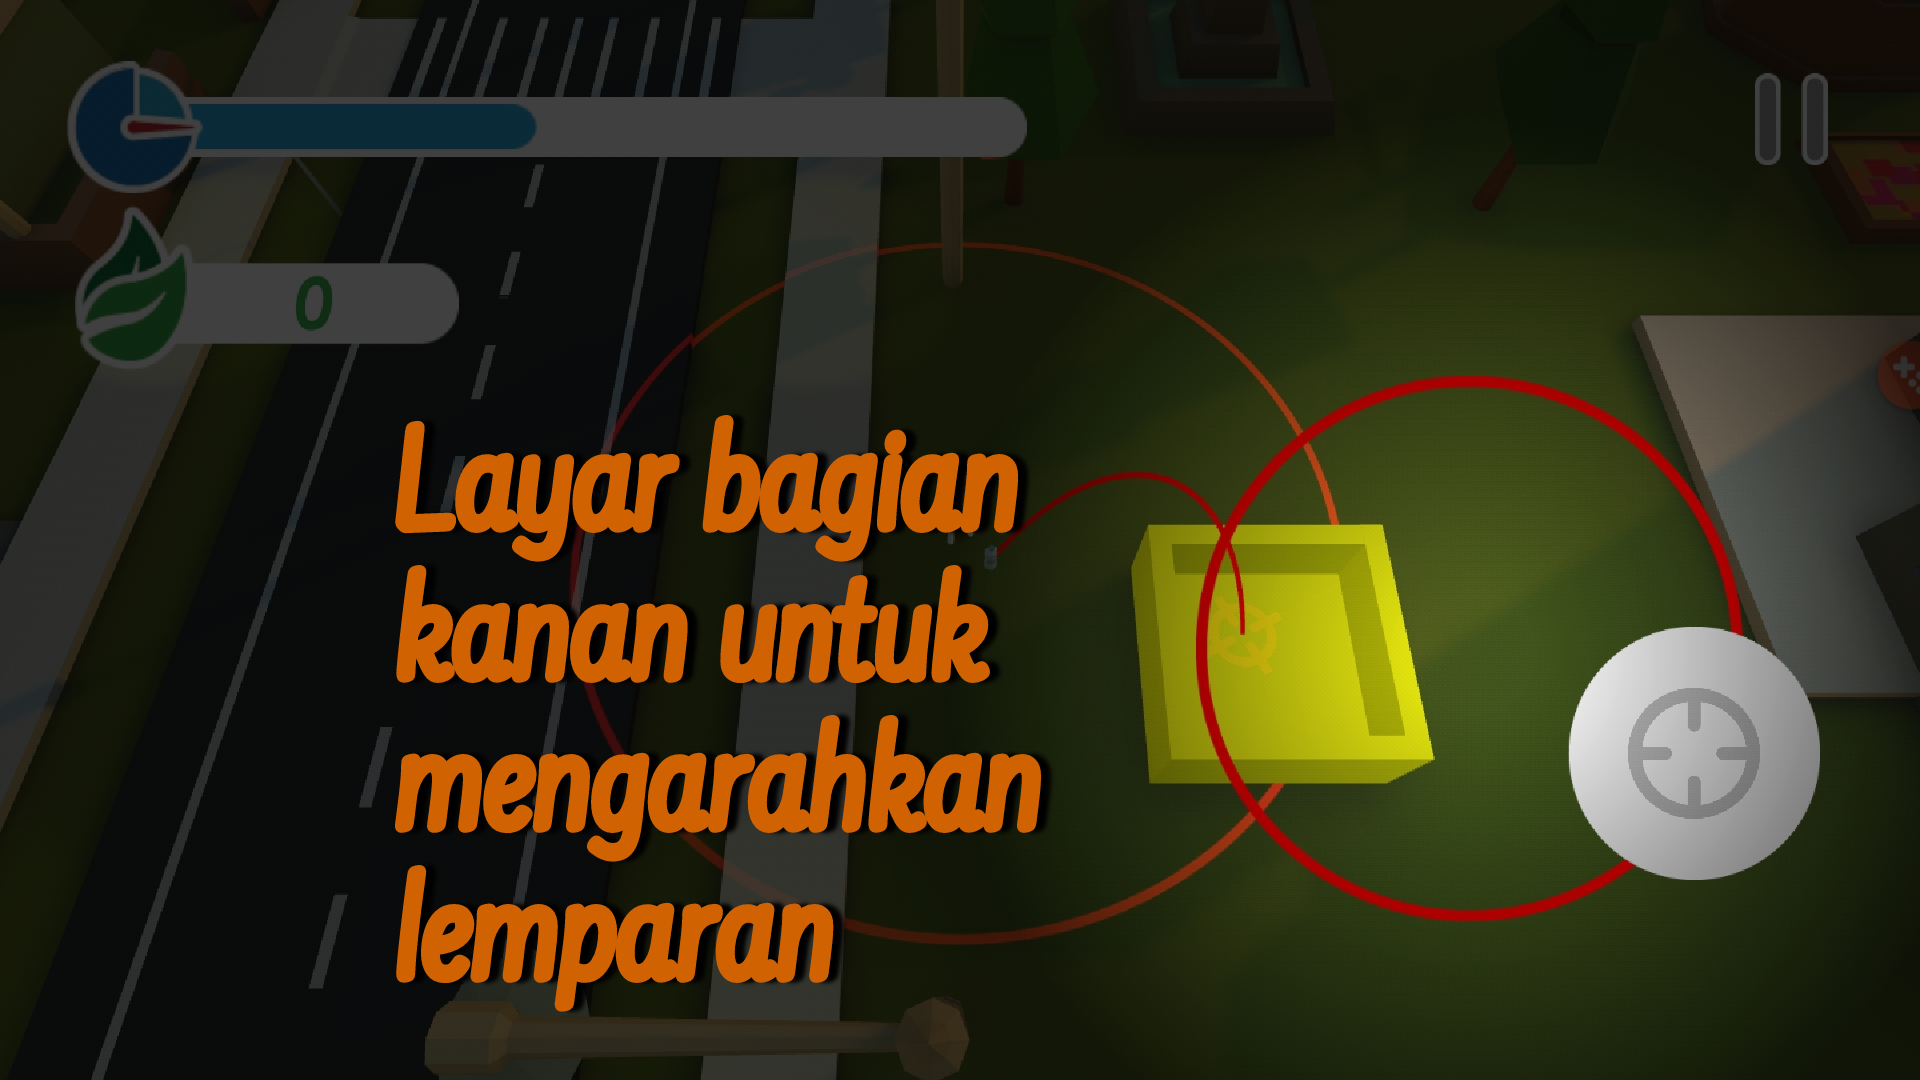 0
Layar bagian
kanan untuk
mengarahkan
lemparan